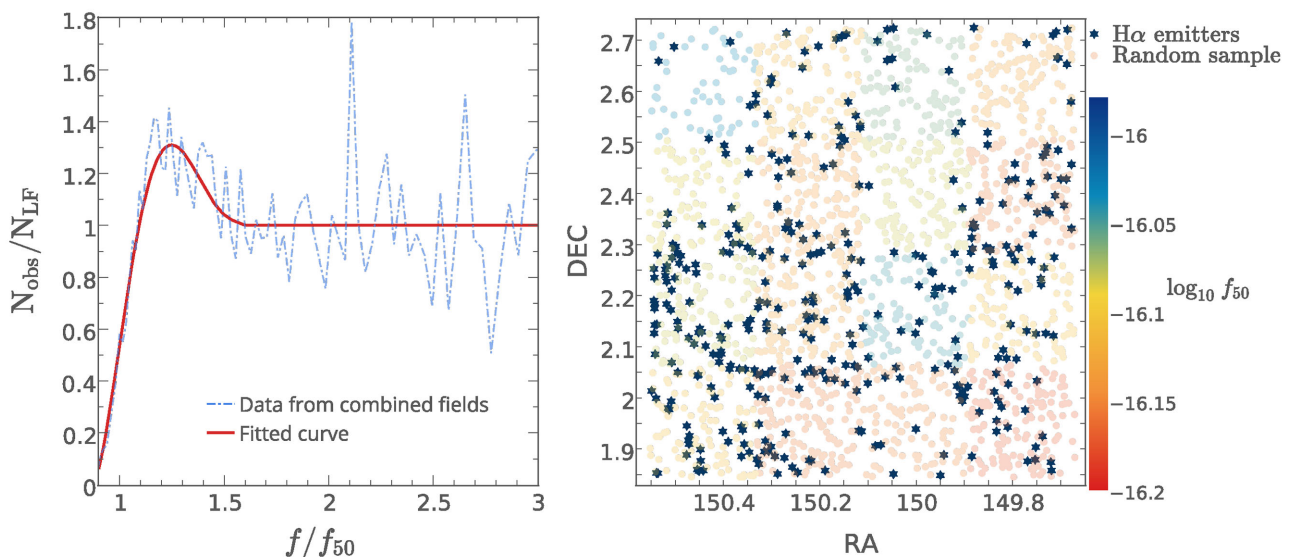 1.8
1.6
1.4
1.2
1
0.8
0.6
0.4
0.2
0
N_obs/N_LF
1 1.5 2 2.5 3
f/f_50
Data from combined fields
Fitted curve
2.7
2.6
2.5
2.4
2.3
2.2
2.1
2
1.9
DEC
150.4 150.2 150 149.8
RA
Hα emitters
Random sample
−16
−16.05
−16.1
−16.15
−16.2
log₁₀ f₅₀